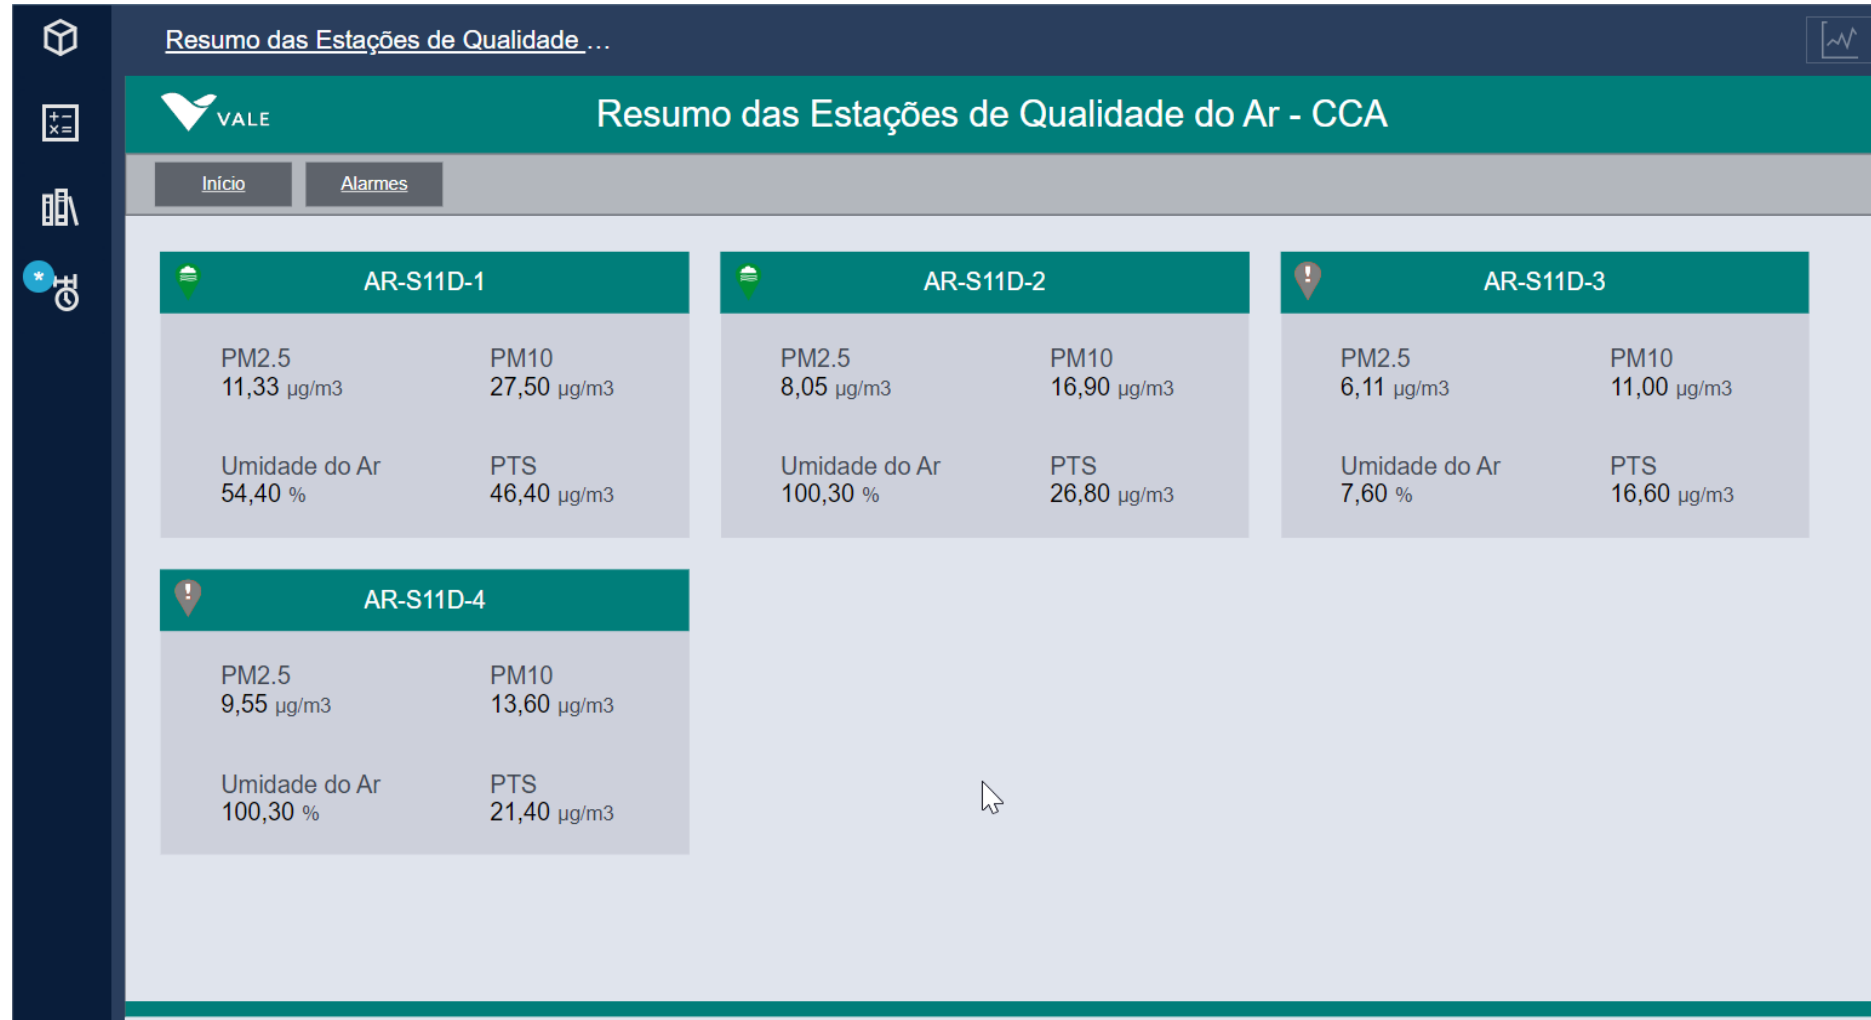 Resumo das Estações de Qualidade ...
VALE
Resumo das Estações de Qualidade do Ar - CCA
Início
Alarmes
AR-S11D-1
PM2.5
11,33 µg/m3
PM10
27,50 µg/m3
Umidade do Ar
54,40 %
PTS
46,40 µg/m3
AR-S11D-2
PM2.5
8,05 µg/m3
PM10
16,90 µg/m3
Umidade do Ar
100,30 %
PTS
26,80 µg/m3
AR-S11D-3
PM2.5
6,11 µg/m3
PM10
11,00 µg/m3
Umidade do Ar
7,60 %
PTS
16,60 µg/m3
AR-S11D-4
PM2.5
9,55 µg/m3
PM10
13,60 µg/m3
Umidade do Ar
100,30 %
PTS
21,40 µg/m3